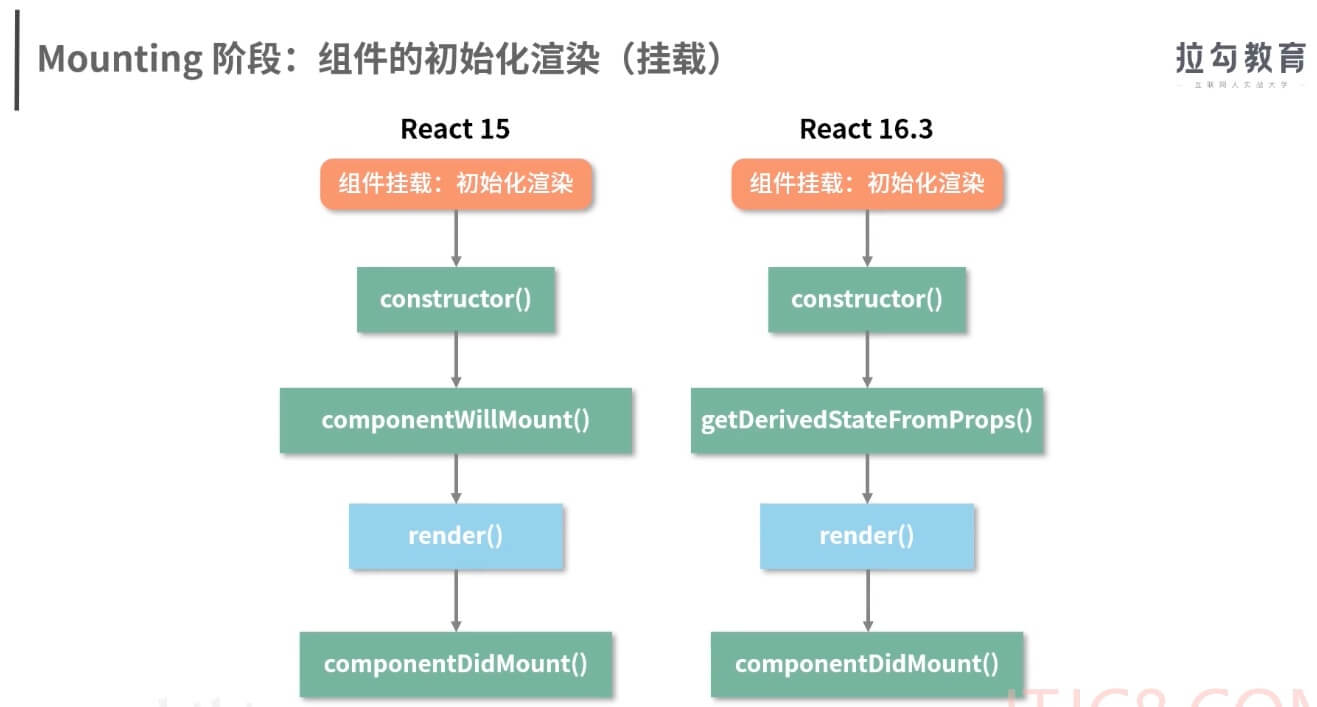 Mounting 阶段：组件的初始化渲染（挂载）
拉勾教育
互联网人实战大学
React 15
组件挂载：初始化渲染
constructor()
componentWillMount()
render()
componentDidMount()
React 16.3
组件挂载：初始化渲染
constructor()
getDerivedStateFromProps()
render()
componentDidMount()